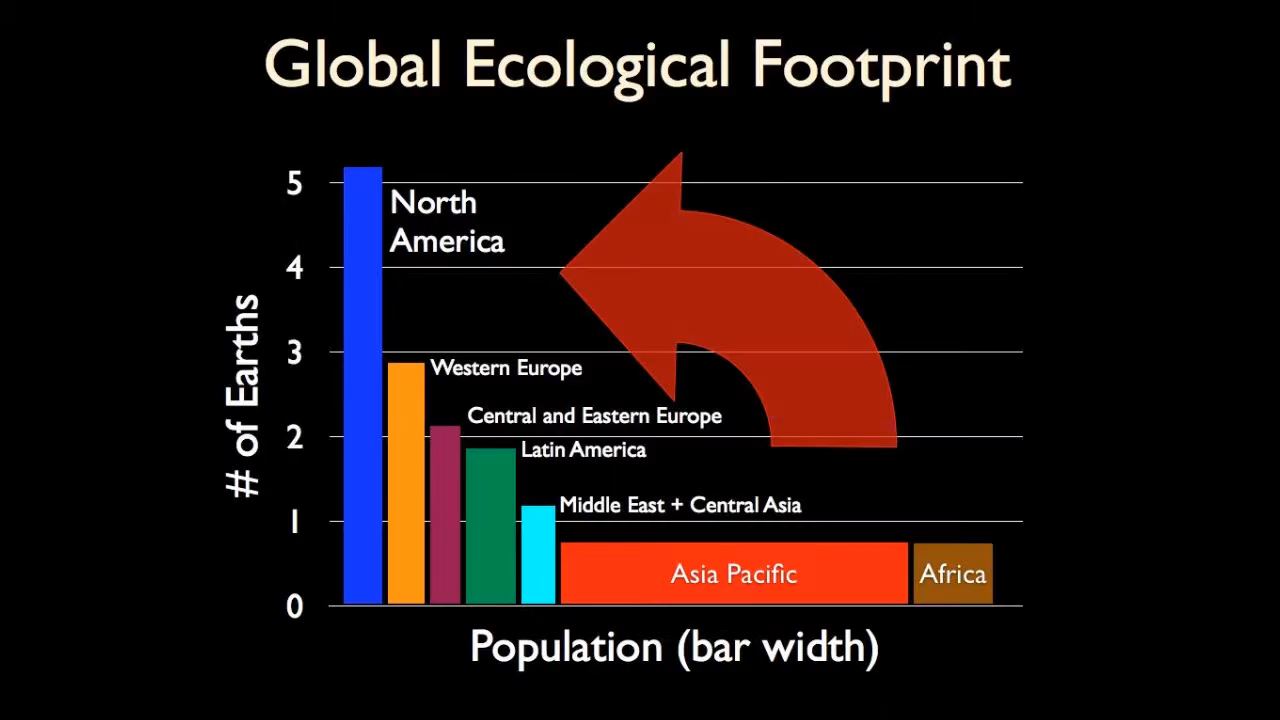 Global Ecological Footprint
5
4
3
2
1
0
# of Earths
North
America
Western Europe
Central and Eastern Europe
Latin America
Middle East + Central Asia
Asia Pacific
Africa
Population (bar width)